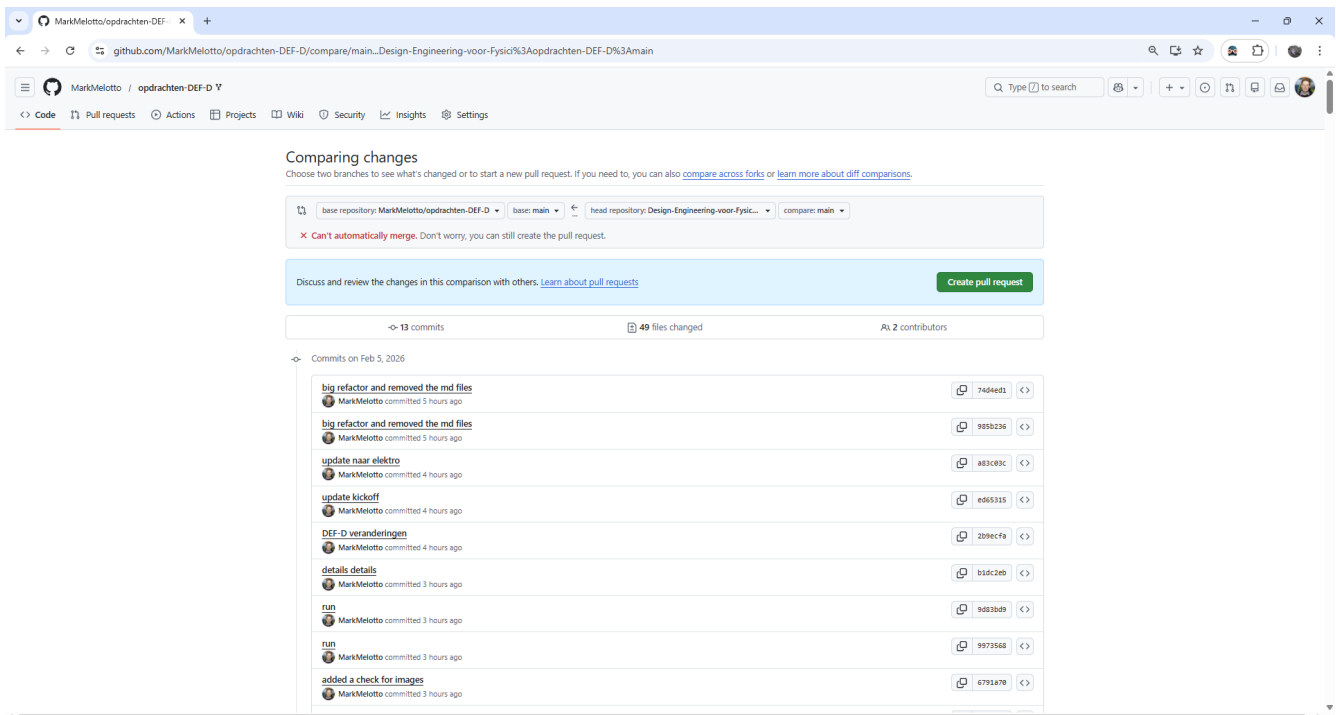 MarkMelotto/opdrachten-DEF-
github.com/MarkMelotto/opdrachten-DEF-D/compare/main...Design-Engineering-voor-Fysici%3Aopdrachten-DEF-D%3Amain
MarkMelotto / opdrachten-DEF-D
Type / to search
Code Pull requests Actions Projects Wiki Security Insights Settings
Comparing changes
Choose two branches to see what's changed or to start a new pull request. If you need to, you can also compare across forks or learn more about diff comparisons.
base repository: MarkMelotto/opdrachten-DEF-D base: main head repository: Design-Engineering-voor-Fysic... compare: main
Can't automatically merge. Don't worry, you can still create the pull request.
Discuss and review the changes in this comparison with others. Learn about pull requests Create pull request
13 commits 49 files changed 2 contributors
Commits on Feb 5, 2026
big refactor and removed the md files
MarkMelotto committed 5 hours ago 74d4ed1
big refactor and removed the md files
MarkMelotto committed 5 hours ago 985b236
update naar elektro
MarkMelotto committed 4 hours ago a83c03c
update kickoff
MarkMelotto committed 4 hours ago ed65315
DEF-D veranderingen
MarkMelotto committed 4 hours ago 2b9ecfa
details details
MarkMelotto committed 3 hours ago b1dc2eb
run
MarkMelotto committed 3 hours ago 9d83bd9
run
MarkMelotto committed 3 hours ago 9973568
added a check for images
MarkMelotto committed 3 hours ago 6791a70